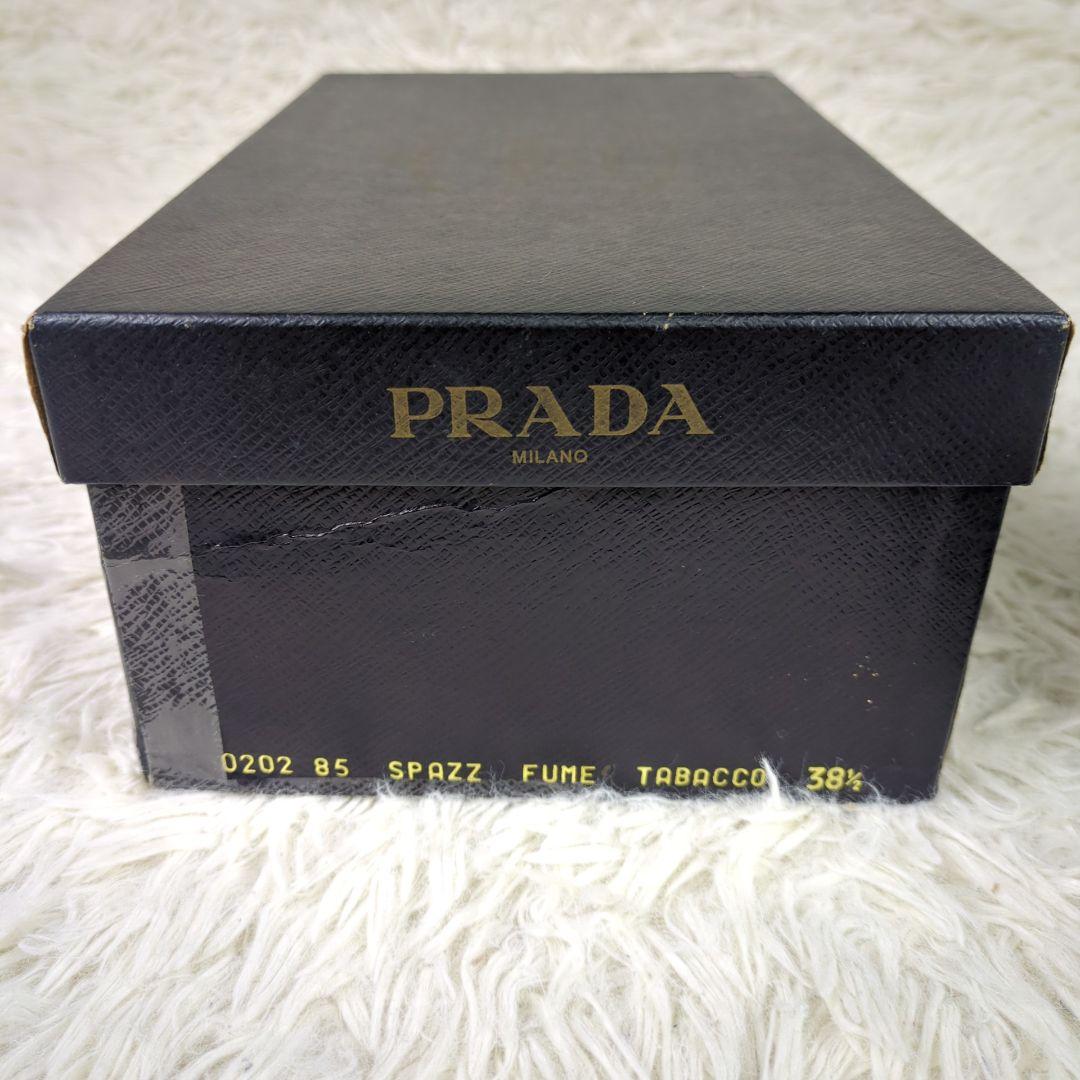 PRADA
MILANO
0202 85 SPAZZ FUME' TABACCO 38½